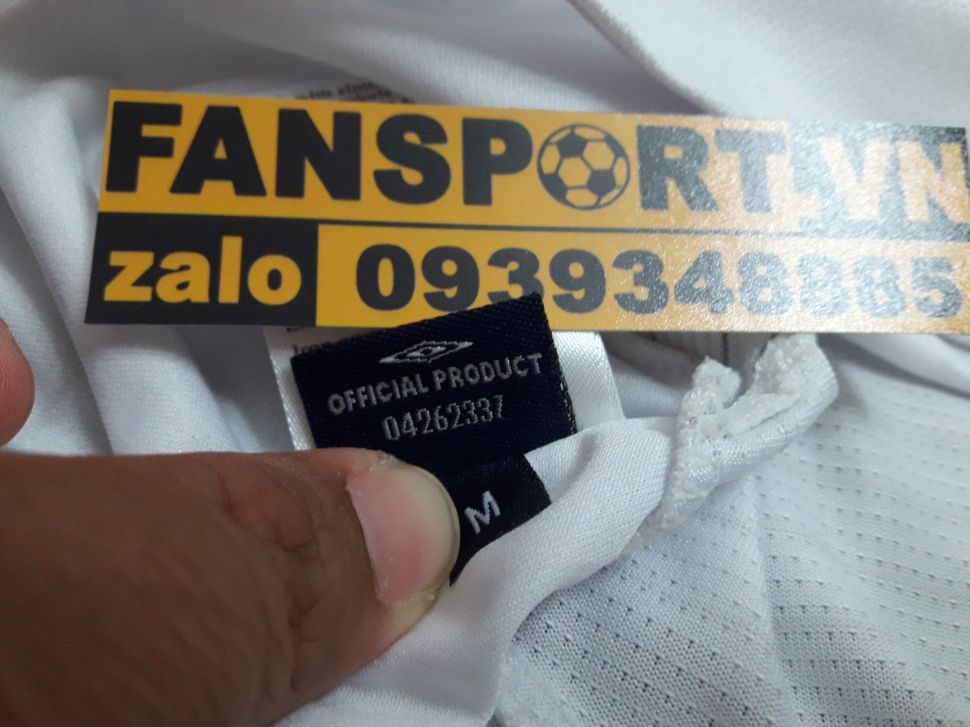 FANSPORT.VN
zalo 0939348885
OFFICIAL PRODUCT
04262337
M